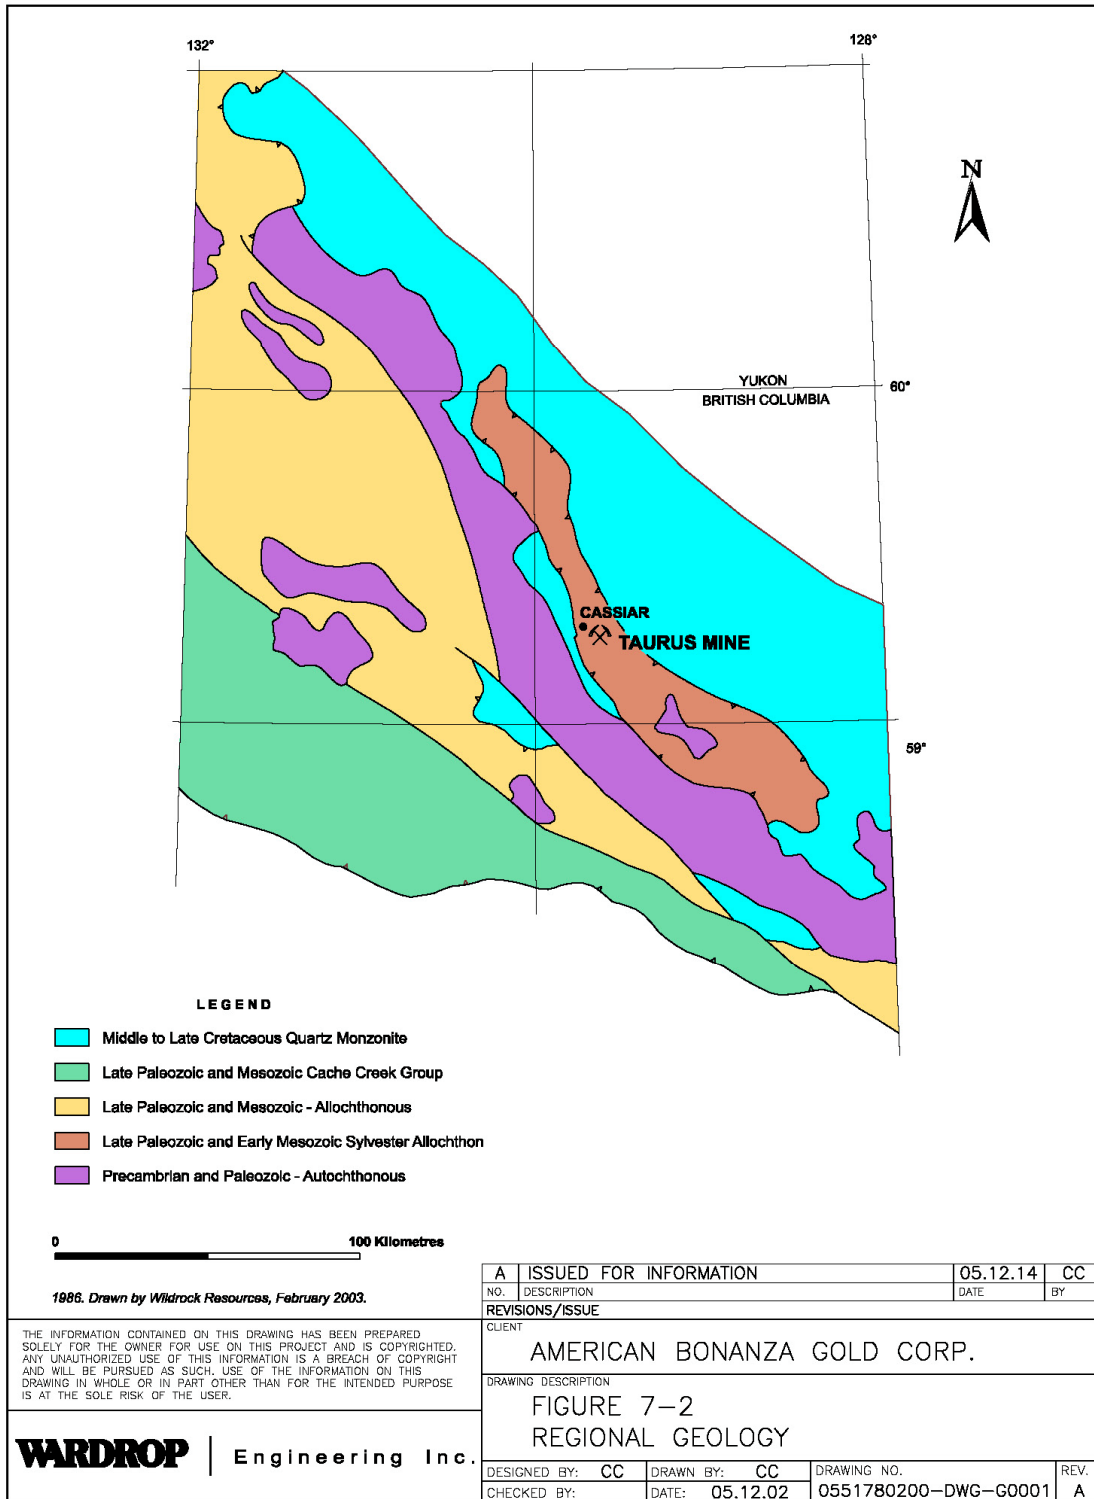 132°
128°
N
YUKON
60°
BRITISH COLUMBIA
CASSIAR
TAURUS MINE
59°
LEGEND
Middle to Late Cretaceous Quartz Monzonite
Late Paleozoic and Mesozoic Cache Creek Group
Late Paleozoic and Mesozoic - Allochthonous
Late Paleozoic and Early Mesozoic Sylvester Allochthon
Precambrian and Paleozoic - Autochthonous
0 100 Kilometres
1986. Drawn by Wildrock Resources, February 2003.
A ISSUED FOR INFORMATION 05.12.14 CC
NO. DESCRIPTION DATE BY
REVISIONS/ISSUE
THE INFORMATION CONTAINED ON THIS DRAWING HAS BEEN PREPARED
SOLELY FOR THE OWNER FOR USE ON THIS PROJECT AND IS COPYRIGHTED.
ANY UNAUTHORIZED USE OF THIS INFORMATION IS A BREACH OF COPYRIGHT
AND WILL BE PURSUED AS SUCH. USE OF THE INFORMATION ON THIS
DRAWING IN WHOLE OR IN PART OTHER THAN FOR THE INTENDED PURPOSE
IS AT THE SOLE RISK OF THE USER.
CLIENT
AMERICAN BONANZA GOLD CORP.
DRAWING DESCRIPTION
FIGURE 7-2
REGIONAL GEOLOGY
WARDROP Engineering Inc.
DESIGNED BY: CC DRAWN BY: CC DRAWING NO. REV.
CHECKED BY: DATE: 05.12.02 0551780200-DWG-G0001 A